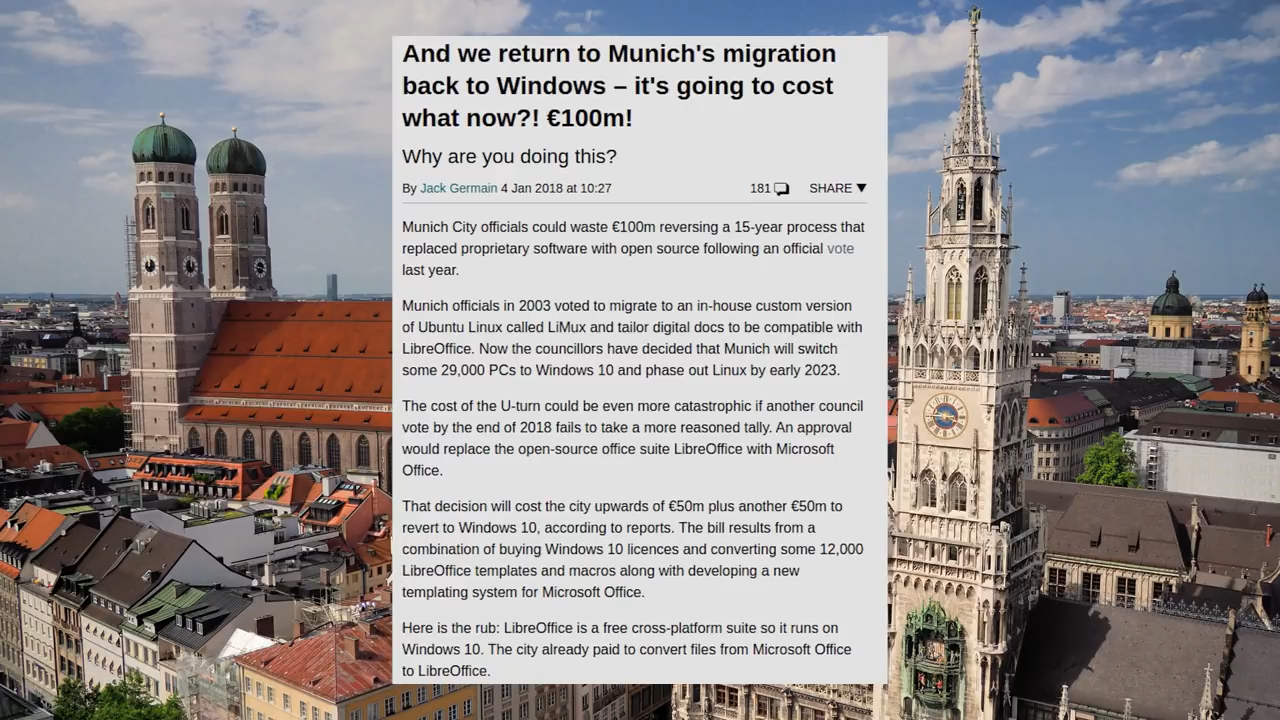 And we return to Munich's migration
back to Windows – it's going to cost
what now?! €100m!
Why are you doing this?
By Jack Germain 4 Jan 2018 at 10:27 181 SHARE ▼
Munich City officials could waste €100m reversing a 15-year process that
replaced proprietary software with open source following an official vote
last year.
Munich officials in 2003 voted to migrate to an in-house custom version
of Ubuntu Linux called LiMux and tailor digital docs to be compatible with
LibreOffice. Now the councillors have decided that Munich will switch
some 29,000 PCs to Windows 10 and phase out Linux by early 2023.
The cost of the U-turn could be even more catastrophic if another council
vote by the end of 2018 fails to take a more reasoned tally. An approval
would replace the open-source office suite LibreOffice with Microsoft
Office.
That decision will cost the city upwards of €50m plus another €50m to
revert to Windows 10, according to reports. The bill results from a
combination of buying Windows 10 licences and converting some 12,000
LibreOffice templates and macros along with developing a new
templating system for Microsoft Office.
Here is the rub: LibreOffice is a free cross-platform suite so it runs on
Windows 10. The city already paid to convert files from Microsoft Office
to LibreOffice.